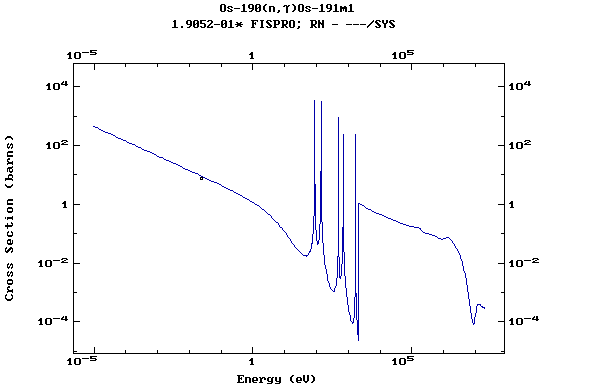 Os-190(n,γ)Os-191m1
1.9052-01* FISPRO; RN - ---/SYS
10⁻⁵ 10⁵
10⁴ 10⁴
10² 10²
1 1
10⁻² 10⁻²
10⁻⁴ 10⁻⁴
10⁻⁵ 1 10⁵
Cross Section (barns)
Energy (eV)